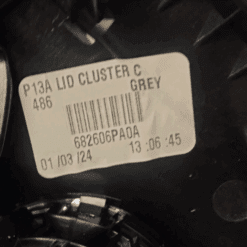 P13A LID CLUSTER C
486 GREY
682606PA0A
01 /03 /24 13 :06 :45